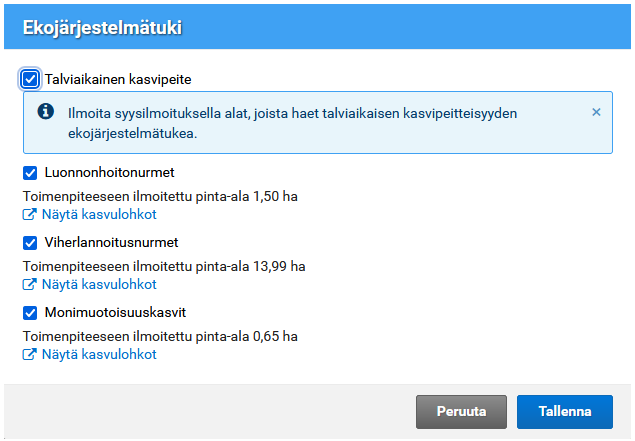 Ekojärjestelmätuki
Talviaikainen kasvipeite
Ilmoita syysilmoituksella alat, joista haet talviaikaisen kasvipeitteisyyden
ekojärjestelmätukea.
Luonnonhoitonurmet
Toimenpiteeseen ilmoitettu pinta-ala 1,50 ha
Näytä kasvulohkot
Viherlannoitusnurmet
Toimenpiteeseen ilmoitettu pinta-ala 13,99 ha
Näytä kasvulohkot
Monimuotoisuuskasvit
Toimenpiteeseen ilmoitettu pinta-ala 0,65 ha
Näytä kasvulohkot
Peruuta Tallenna